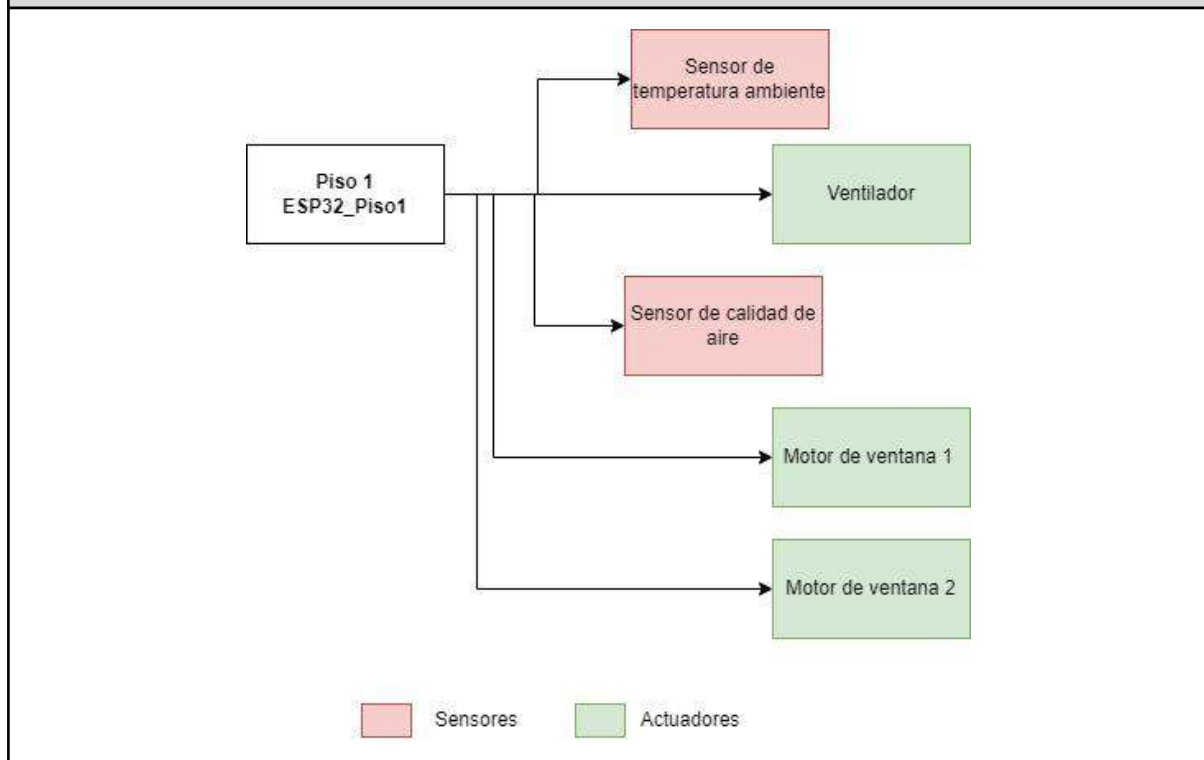 Sensor de
temperatura ambiente
Piso 1
ESP32_Piso1
Ventilador
Sensor de calidad de
aire
Motor de ventana 1
Motor de ventana 2
Sensores
Actuadores